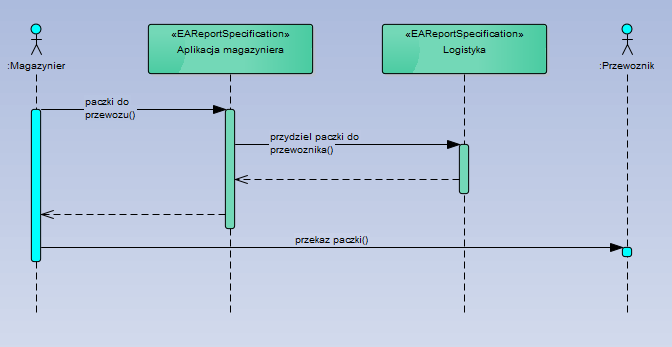 :Magazynier
«EAReportSpecification»
Aplikacja magazyniera
«EAReportSpecification»
Logistyka
:Przewoznik
paczki do
przewozu()
przydziel paczki do
przewoznika()
przekaz paczki()